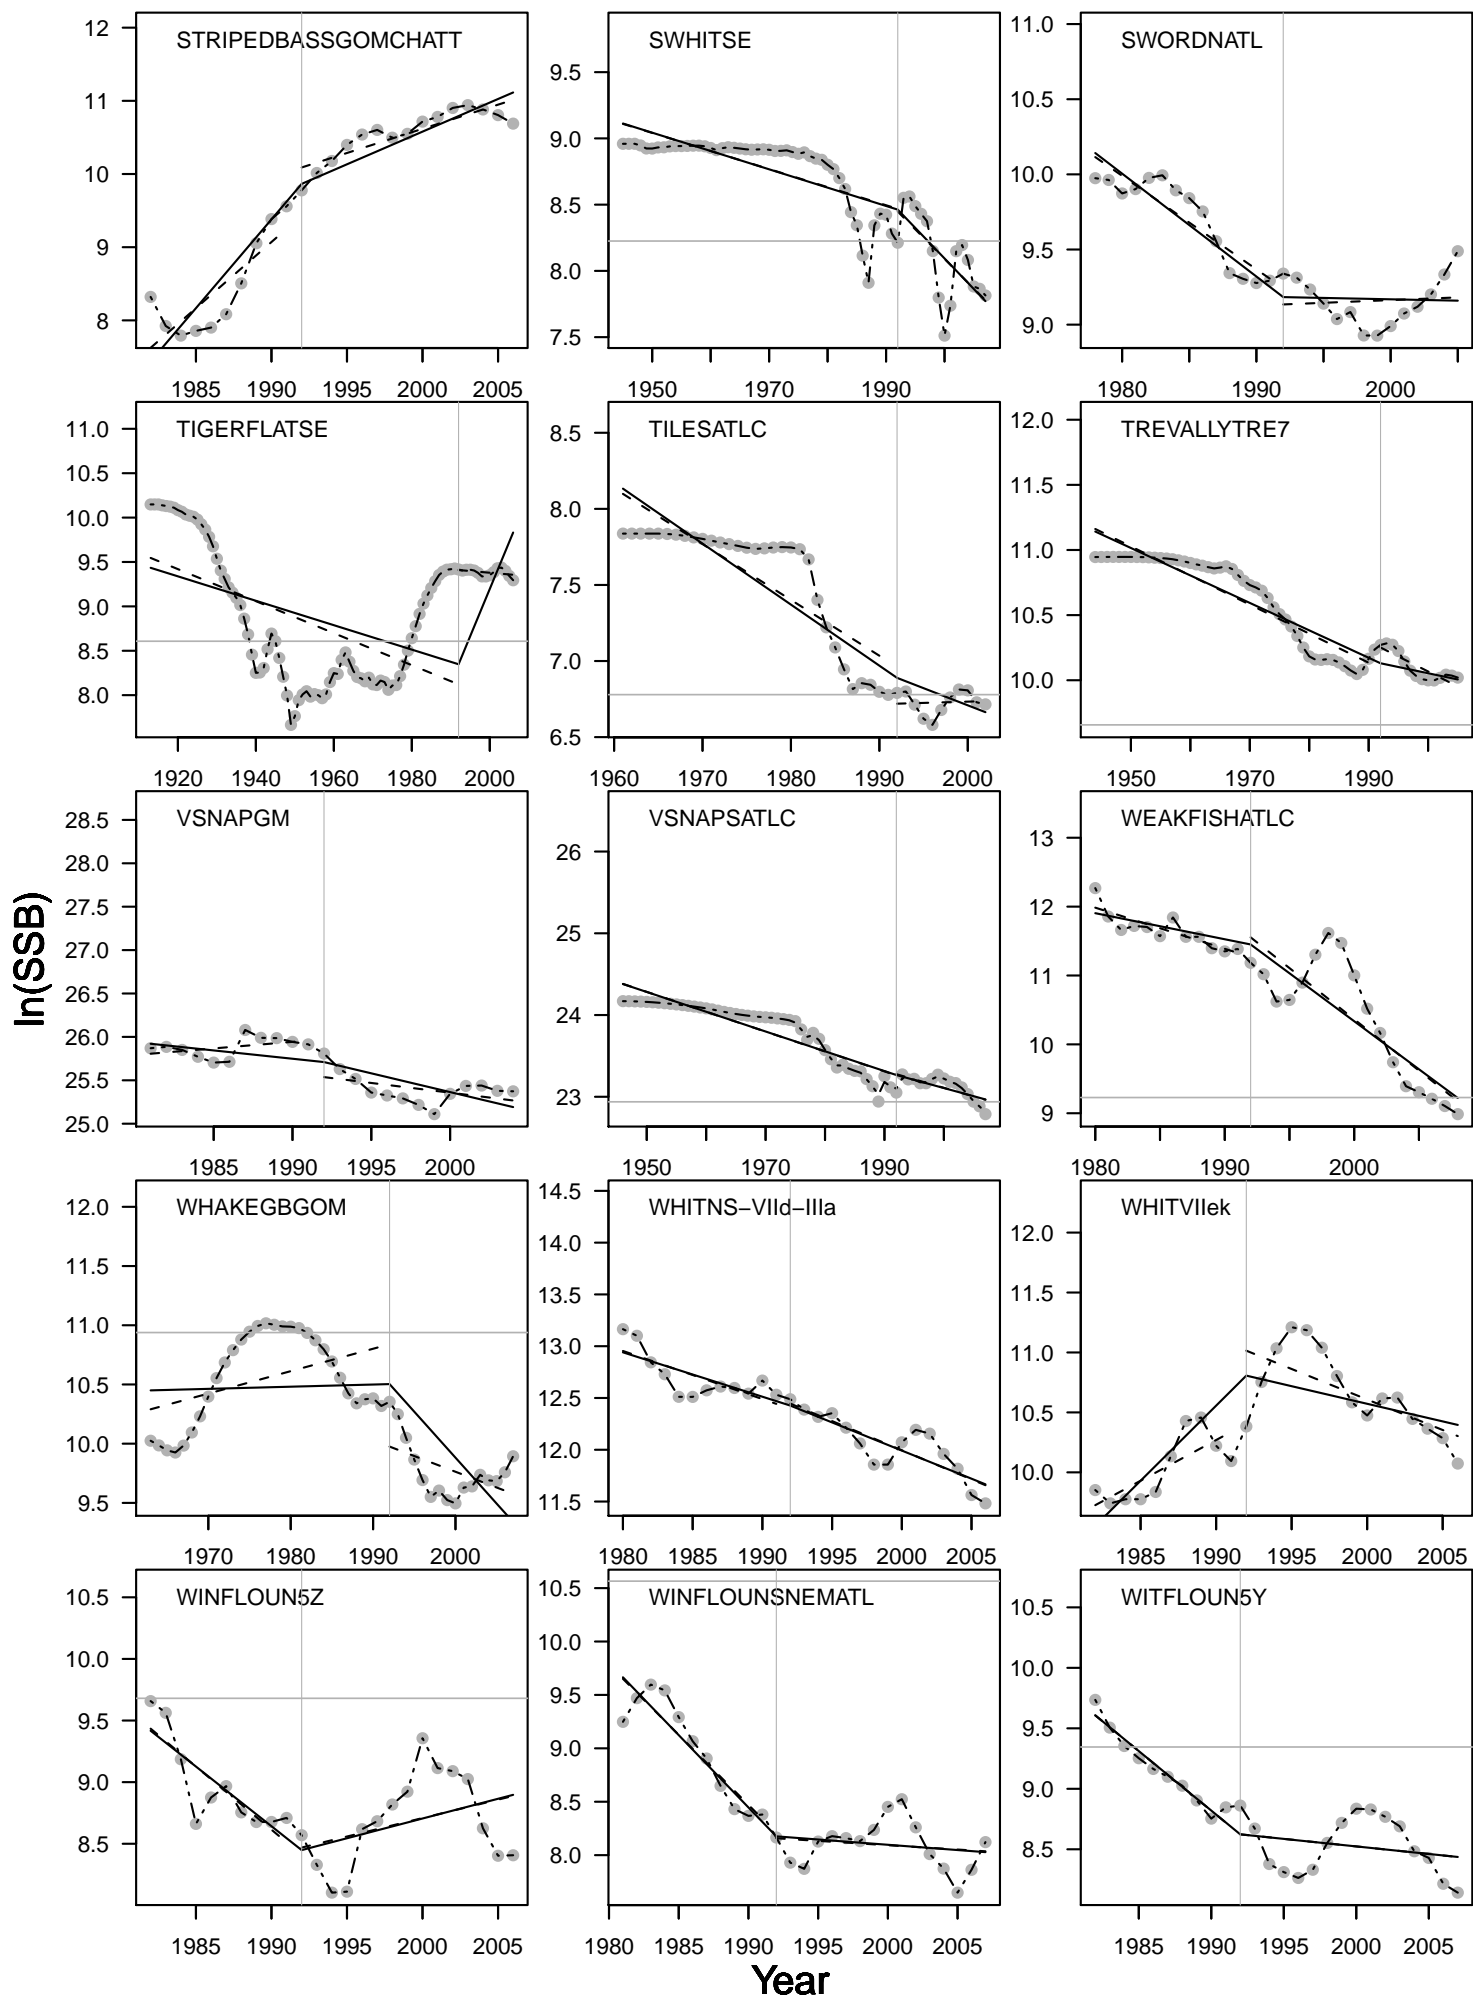 STRIPEDBASSGOMCHATT
12
11
10
9
8
1985 1990 1995 2000 2005
SWHITSE
9.5
9.0
8.5
8.0
7.5
1950 1970 1990
SWORDNATL
11.0
10.5
10.0
9.5
9.0
1980 1990 2000
TIGERFLATSE
11.0
10.5
10.0
9.5
9.0
8.5
8.0
1920 1940 1960 1980 2000
TILESATLC
8.5
8.0
7.5
7.0
6.5
1960 1970 1980 1990 2000
TREVALLYTRE7
12.0
11.5
11.0
10.5
10.0
1950 1970 1990
VSNAPGM
28.5
28.0
27.5
27.0
26.5
26.0
25.5
25.0
1985 1990 1995 2000
VSNAPSATLC
26
25
24
23
1950 1970 1990
WEAKFISHATLC
13
12
11
10
9
1980 1990 2000
WHAKEGBGOM
12.0
11.5
11.0
10.5
10.0
9.5
1970 1980 1990 2000
WHITNS−VIId−IIIa
14.5
14.0
13.5
13.0
12.5
12.0
11.5
1980 1985 1990 1995 2000 2005
WHITVIIek
12.0
11.5
11.0
10.5
10.0
1985 1990 1995 2000 2005
WINFLOUN5Z
10.5
10.0
9.5
9.0
8.5
1985 1990 1995 2000 2005
WINFLOUNSNEMATL
10.5
10.0
9.5
9.0
8.5
8.0
1980 1985 1990 1995 2000 2005
WITFLOUN5Y
10.5
10.0
9.5
9.0
8.5
1985 1990 1995 2000 2005
ln(SSB)
Year